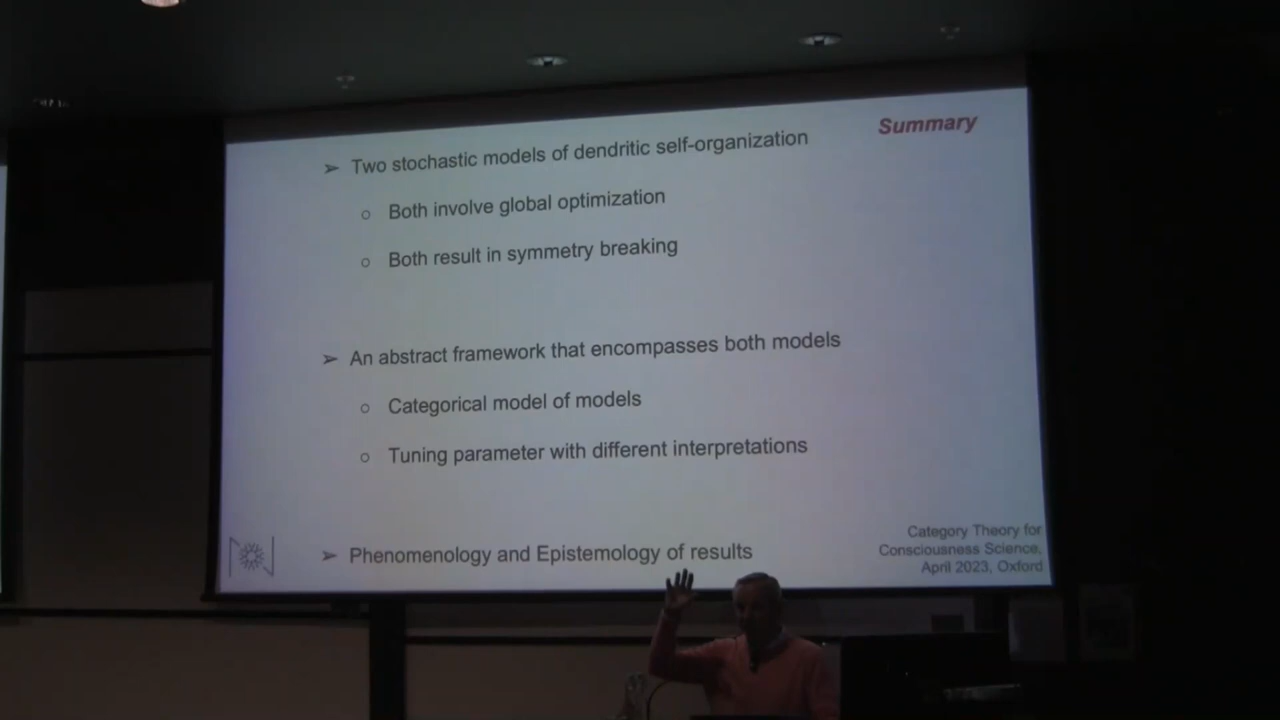 Summary
➢ Two stochastic models of dendritic self-organization
○ Both involve global optimization
○ Both result in symmetry breaking
➢ An abstract framework that encompasses both models
○ Categorical model of models
○ Tuning parameter with different interpretations
➢ Phenomenology and Epistemology of results
Category Theory for
Consciousness Science,
April 2023, Oxford